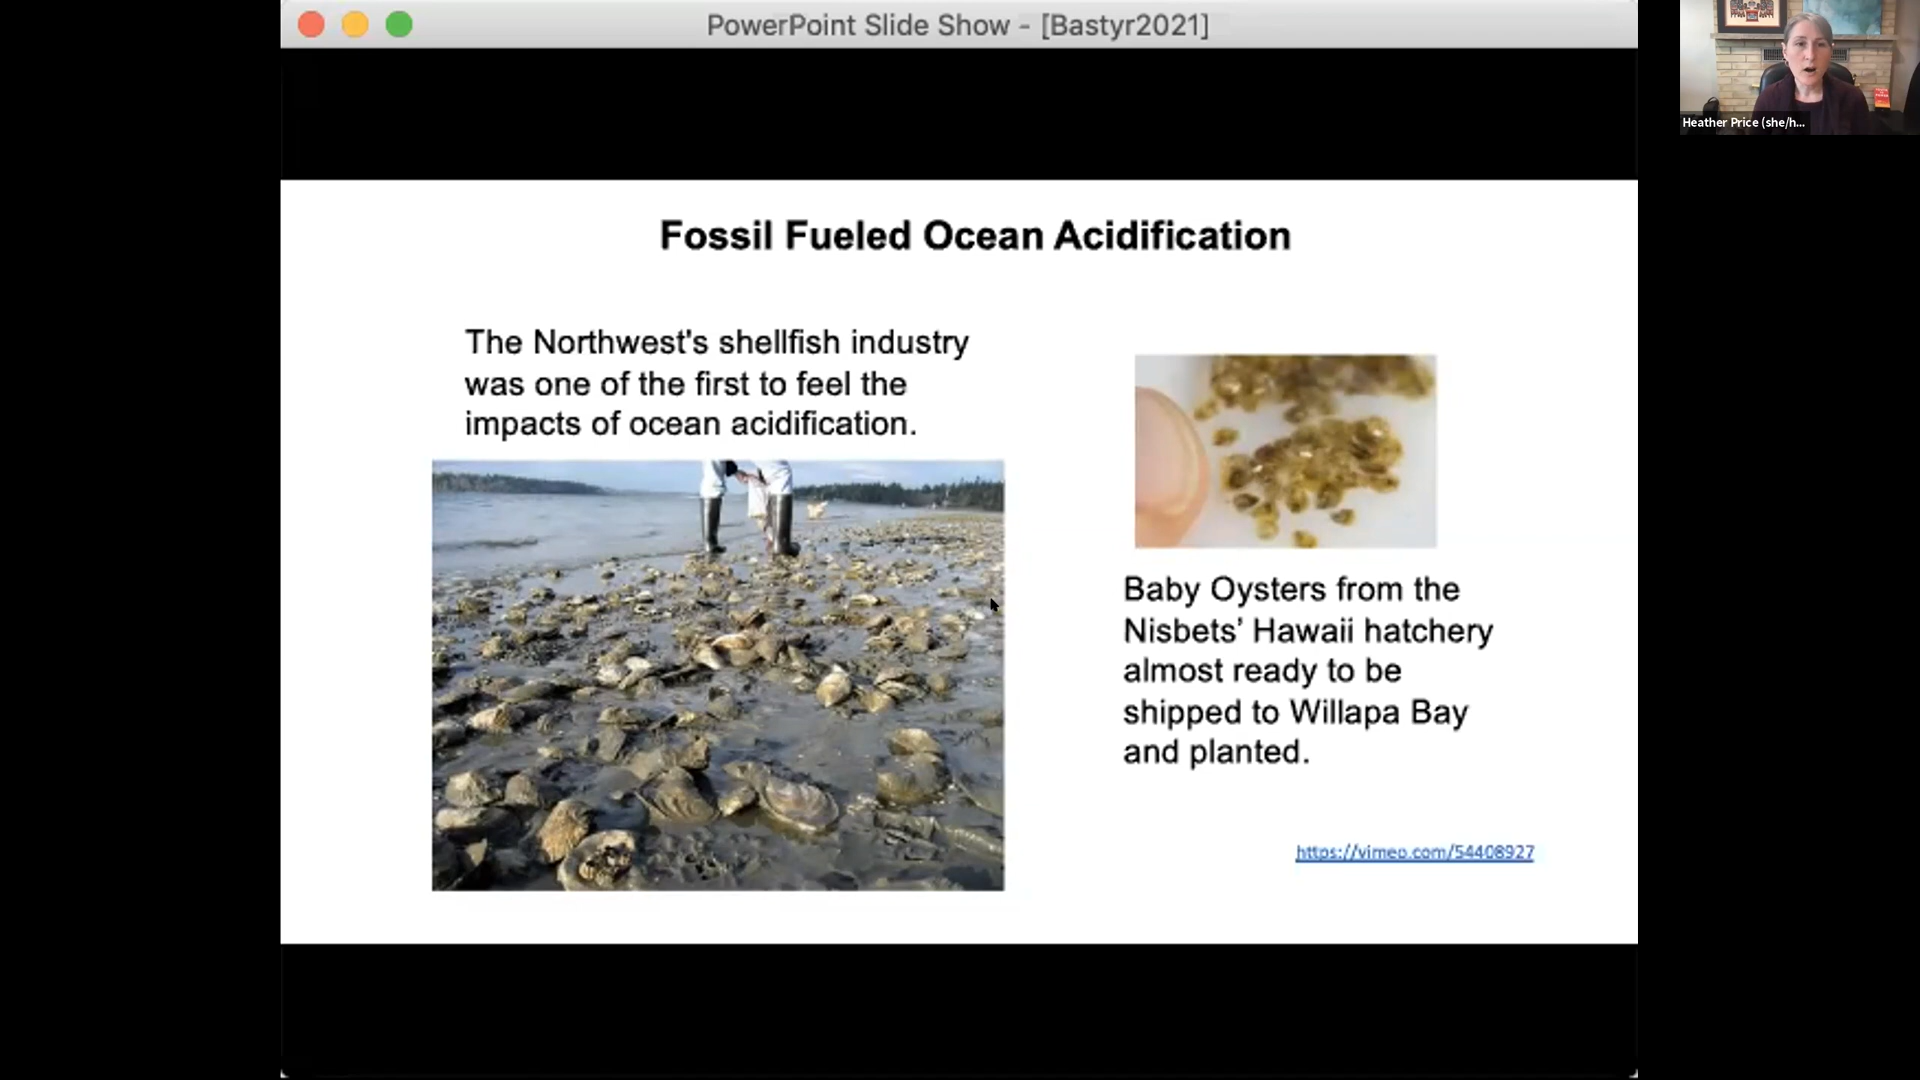 PowerPoint Slide Show - [Bastyr2021]
Heather Price (she/h...
Fossil Fueled Ocean Acidification
The Northwest's shellfish industry
was one of the first to feel the
impacts of ocean acidification.
Baby Oysters from the
Nisbets’ Hawaii hatchery
almost ready to be
shipped to Willapa Bay
and planted.
https://vimeo.com/54408927